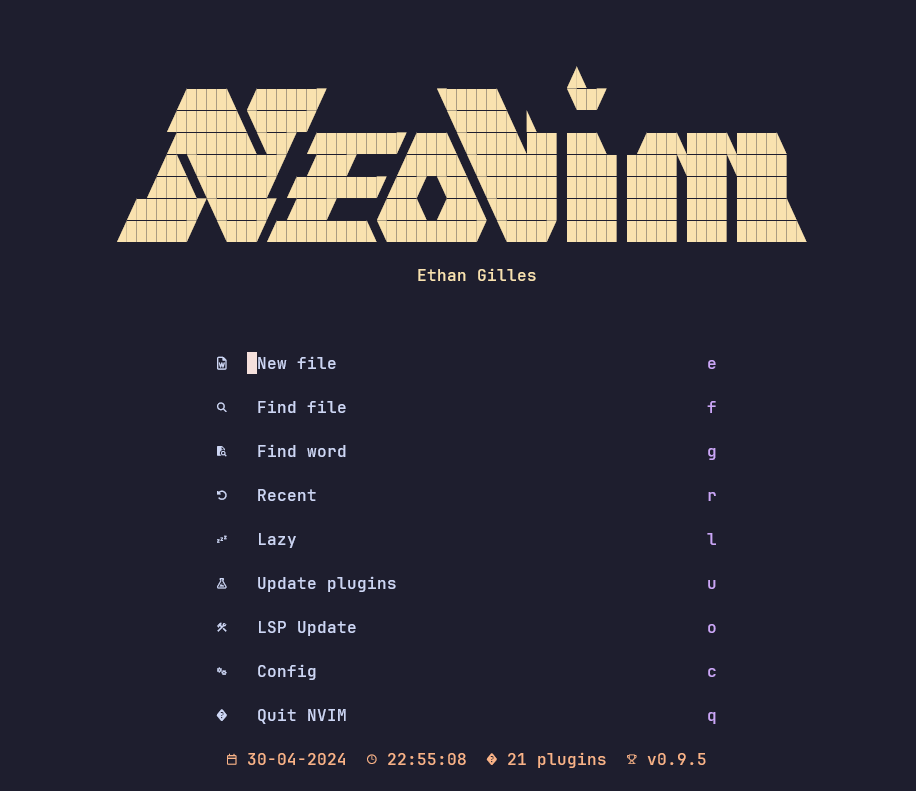 Neovim
Ethan Gilles
New file e
Find file f
Find word g
Recent r
Lazy l
Update plugins u
LSP Update o
Config c
Quit NVIM q
30-04-2024 22:55:08 21 plugins v0.9.5